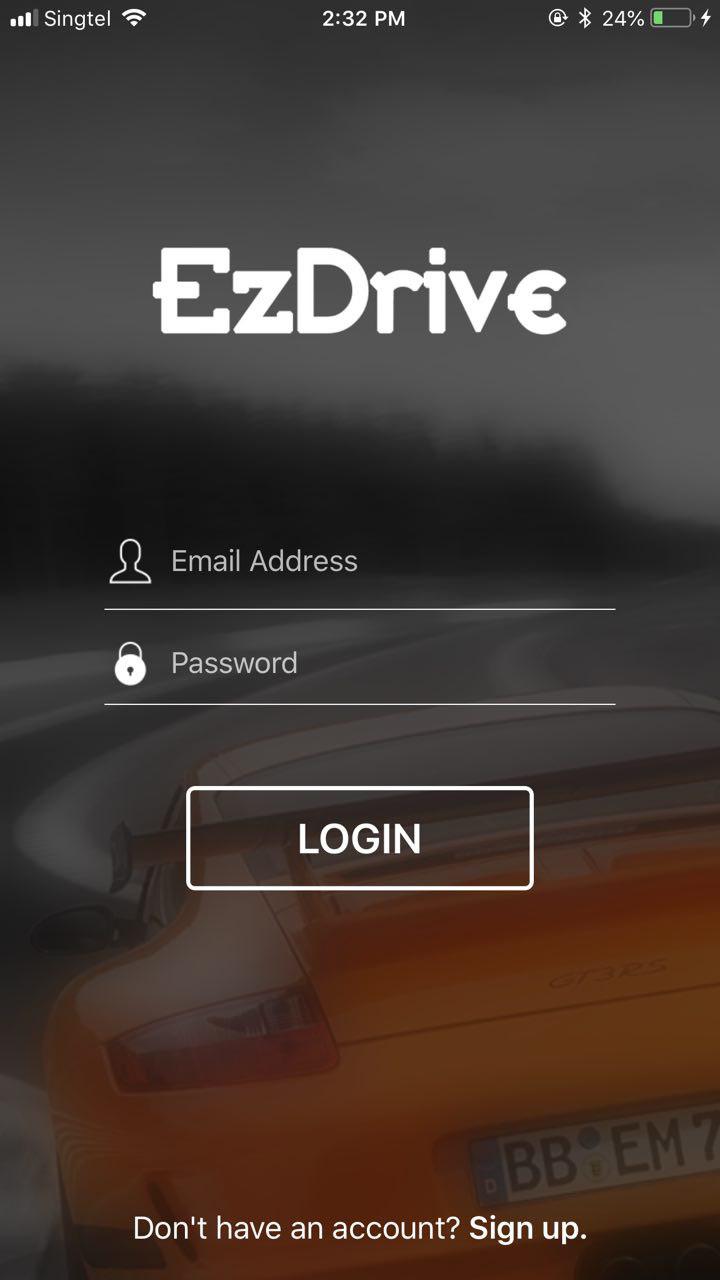 Singtel 2:32 PM 24%
EzDrive
Email Address
Password
LOGIN
GT3RS
BB EM 7
D
Don't have an account? Sign up.